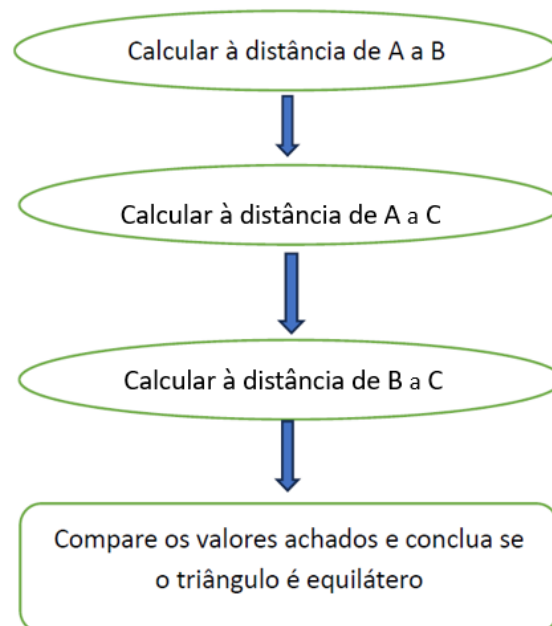 Calcular à distância de A a B
Calcular à distância de A a C
Calcular à distância de B a C
Compare os valores achados e conclua se
o triângulo é equilátero